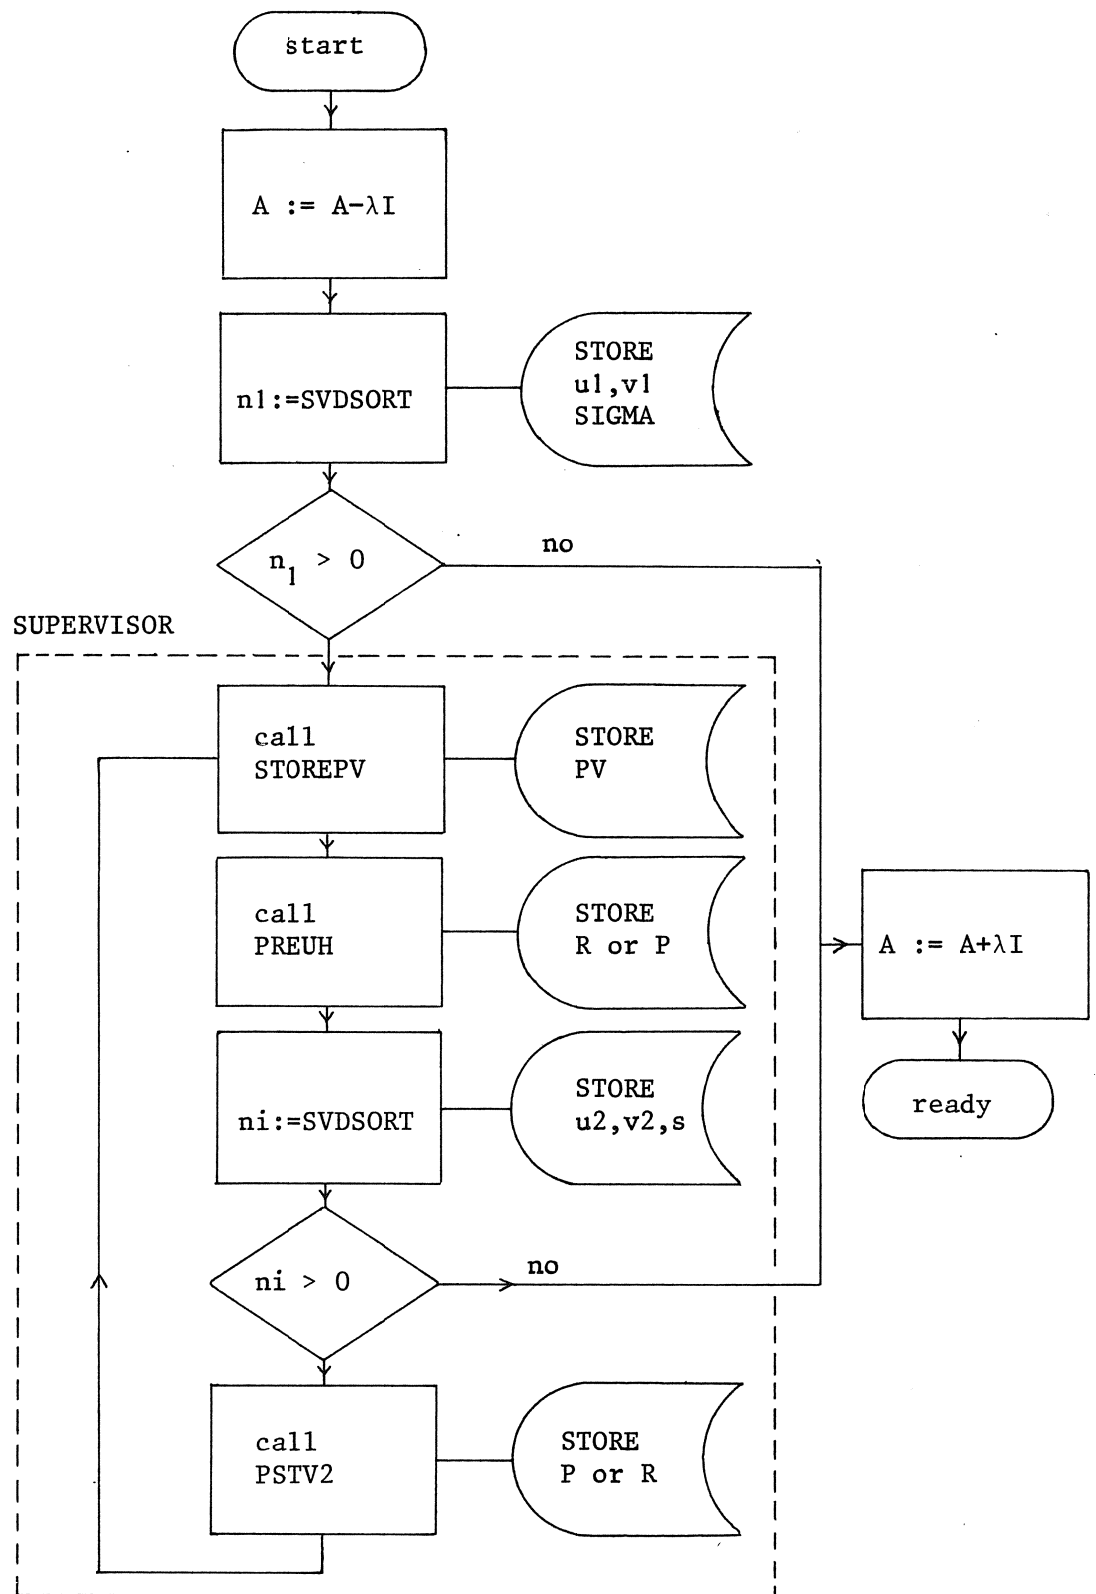 start
A := A-λI
n1:=SVDSORT
STORE
u1,v1
SIGMA
n1 > 0
no
SUPERVISOR
call
STOREPV
STORE
PV
call
PREUH
STORE
R or P
A := A+λI
ni:=SVDSORT
STORE
u2,v2,s
ready
ni > 0
no
call
PSTV2
STORE
P or R